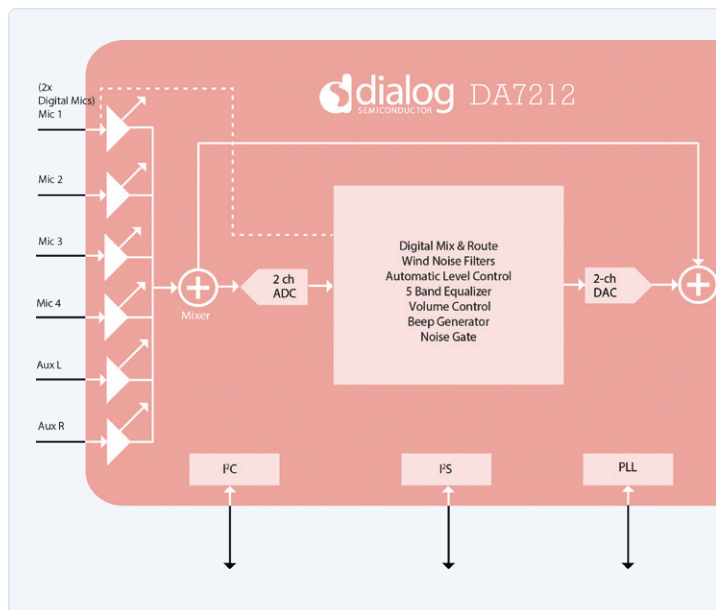 dialog
SEMICONDUCTOR
DA7212
(2x
Digital Mics)
Mic 1
Mic 2
Mic 3
Mic 4
Aux L
Aux R
Mixer
2 ch
ADC
Digital Mix & Route
Wind Noise Filters
Automatic Level Control
5 Band Equalizer
Volume Control
Beep Generator
Noise Gate
2-ch
DAC
I²C
I²S
PLL